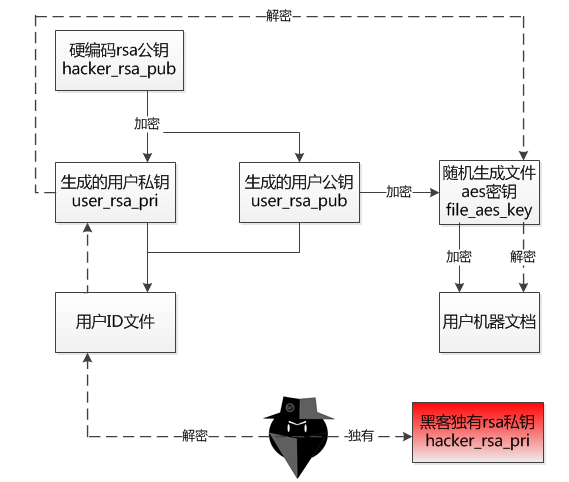 解密
硬编码rsa公钥
hacker_rsa_pub
加密
生成的用户私钥
user_rsa_pri
生成的用户公钥
user_rsa_pub
加密
随机生成文件
aes密钥
file_aes_key
加密
解密
用户ID文件
用户机器文档
解密
独有
黑客独有rsa私钥
hacker_rsa_pri